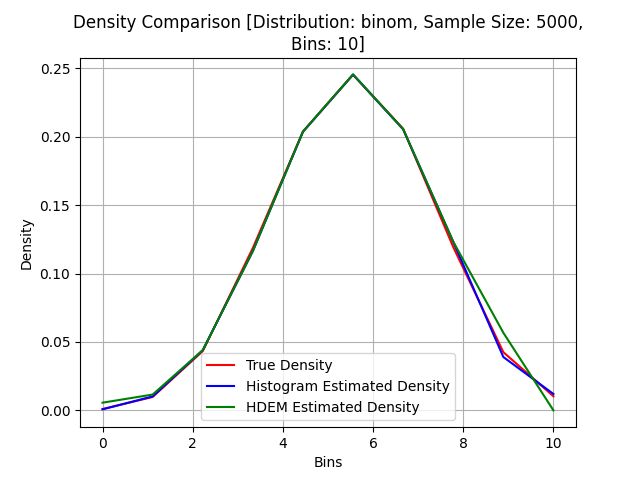 Density Comparison [Distribution: binom, Sample Size: 5000,
Bins: 10]
0.25
0.20
0.15
0.10
0.05
0.00
Density
True Density
Histogram Estimated Density
HDEM Estimated Density
0 2 4 6 8 10
Bins